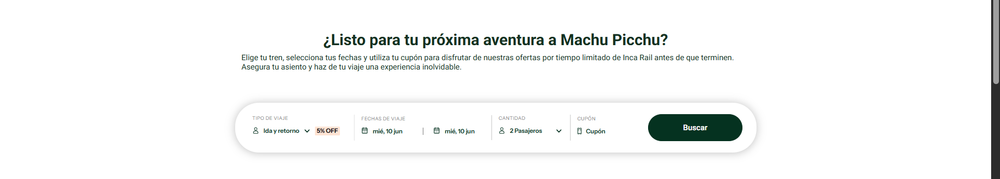 ¿Listo para tu próxima aventura a Machu Picchu?
Elige tu tren, selecciona tus fechas y utiliza tu cupón para disfrutar de nuestras ofertas por tiempo limitado de Inca Rail antes de que terminen.
Asegura tu asiento y haz de tu viaje una experiencia inolvidable.
TIPO DE VIAJE
Ida y retorno 5% OFF
FECHAS DE VIAJE
mié, 10 jun | mié, 10 jun
CANTIDAD
2 Pasajeros
CUPÓN
Cupón
Buscar